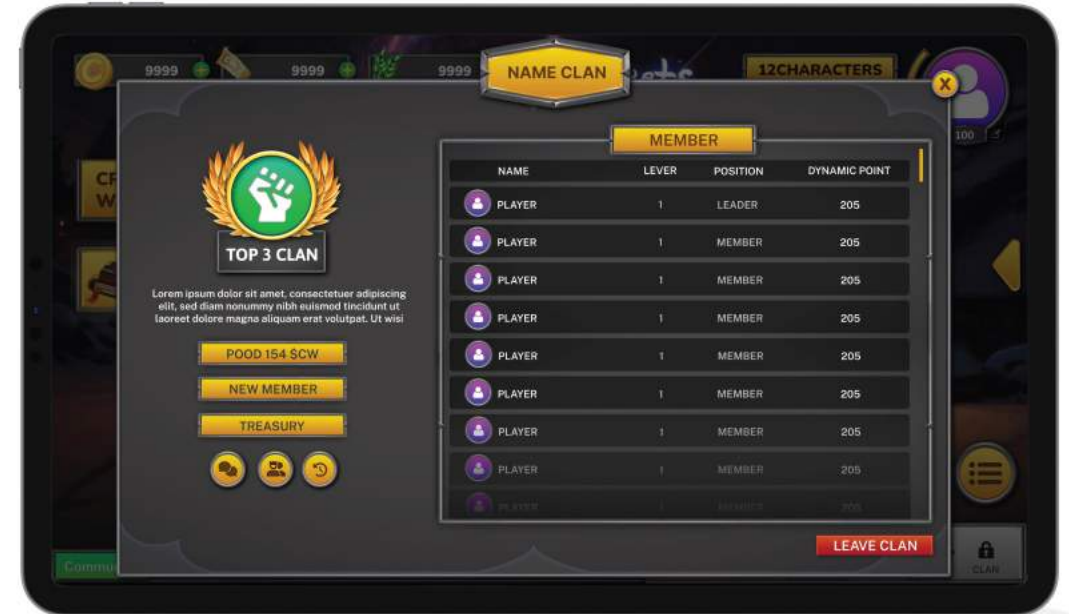 9999
9999
9999
NAME CLAN
12CHARACTERS
X
100
MEMBER
NAME LEVER POSITION DYNAMIC POINT
PLAYER 1 LEADER 205
PLAYER 1 MEMBER 205
PLAYER 1 MEMBER 205
PLAYER 1 MEMBER 205
PLAYER 1 MEMBER 205
PLAYER 1 MEMBER 205
PLAYER 1 MEMBER 205
PLAYER 1 MEMBER 205
PLAYER 1 MEMBER 205
TOP 3 CLAN
Lorem ipsum dolor sit amet, consectetuer adipiscing
elit, sed diam nonummy nibh euismod tincidunt ut
laoreet dolore magna aliquam erat volutpat. Ut wisi
POOD 154 $CW
NEW MEMBER
TREASURY
LEAVE CLAN
CLAN